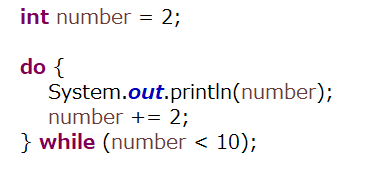 int number = 2;
do {
System.out.println(number);
number += 2;
} while (number < 10);